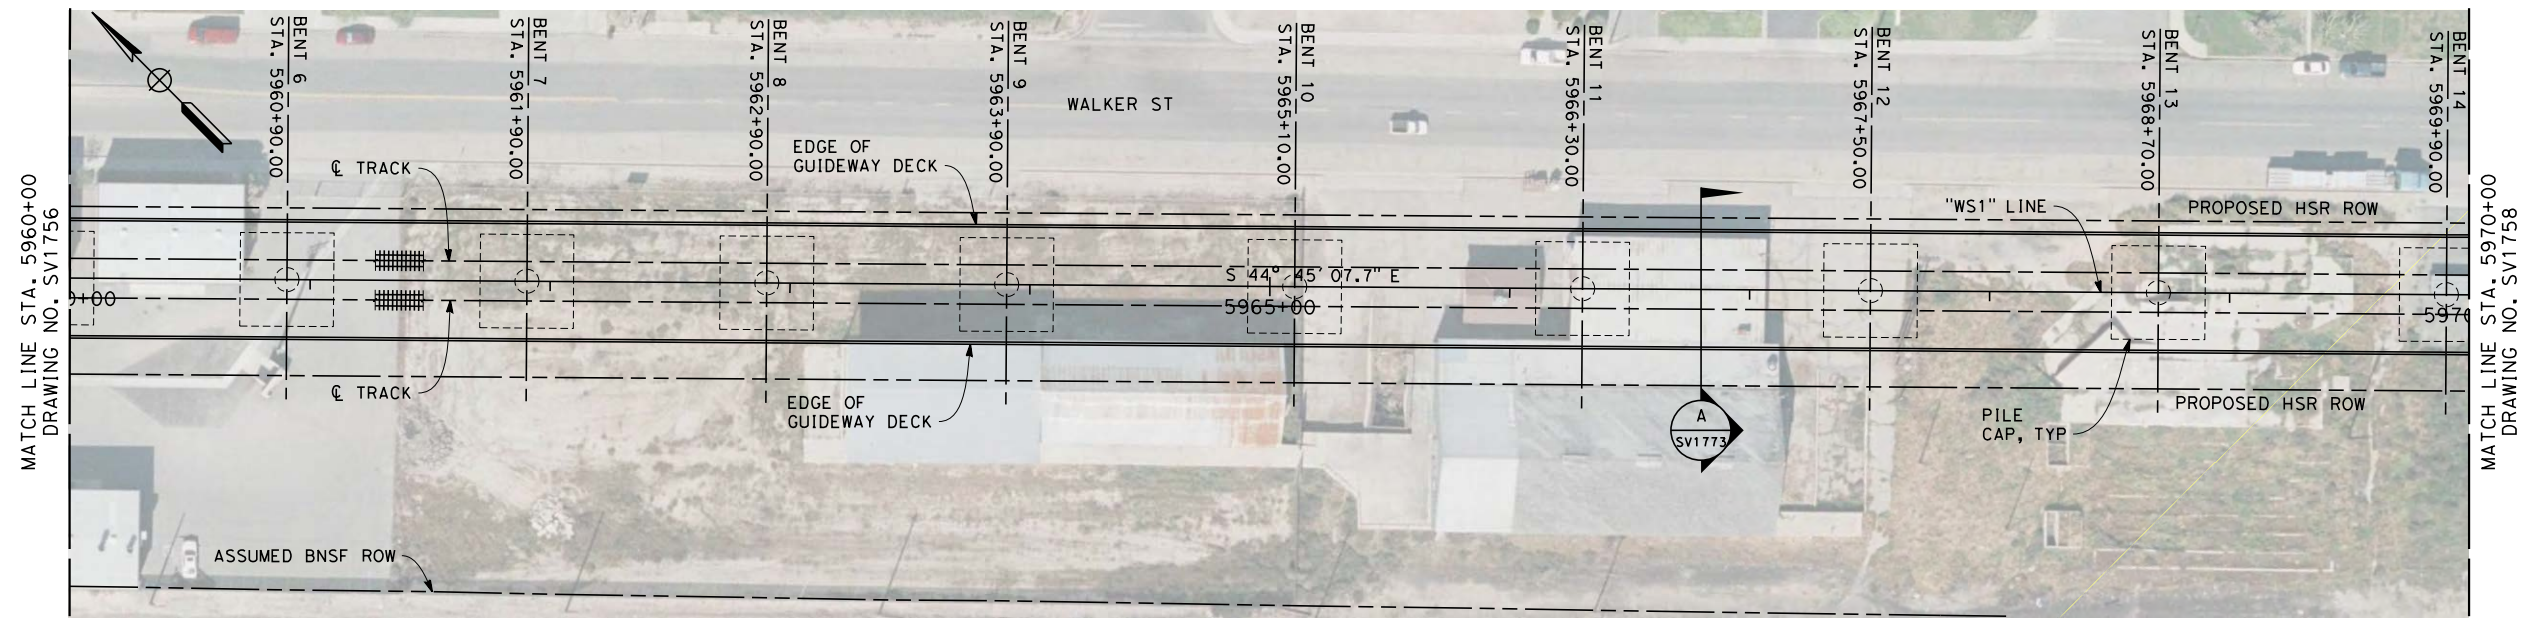 MATCH LINE STA. 5960+00
DRAWING NO. SV1756
BENT 6
STA. 5960+90.00
BENT 7
STA. 5961+90.00
BENT 8
STA. 5962+90.00
BENT 9
STA. 5963+90.00
BENT 10
STA. 5965+10.00
BENT 11
STA. 5966+30.00
BENT 12
STA. 5967+50.00
BENT 13
STA. 5968+70.00
BENT 14
STA. 5969+90.00
WALKER ST
℄ TRACK
EDGE OF
GUIDEWAY DECK
"WS1" LINE
PROPOSED HSR ROW
S 44° 45' 07.7" E
0+00
5965+00
5970
℄ TRACK
EDGE OF
GUIDEWAY DECK
A
SV1773
PILE
CAP, TYP
PROPOSED HSR ROW
ASSUMED BNSF ROW
MATCH LINE STA. 5970+00
DRAWING NO. SV1758